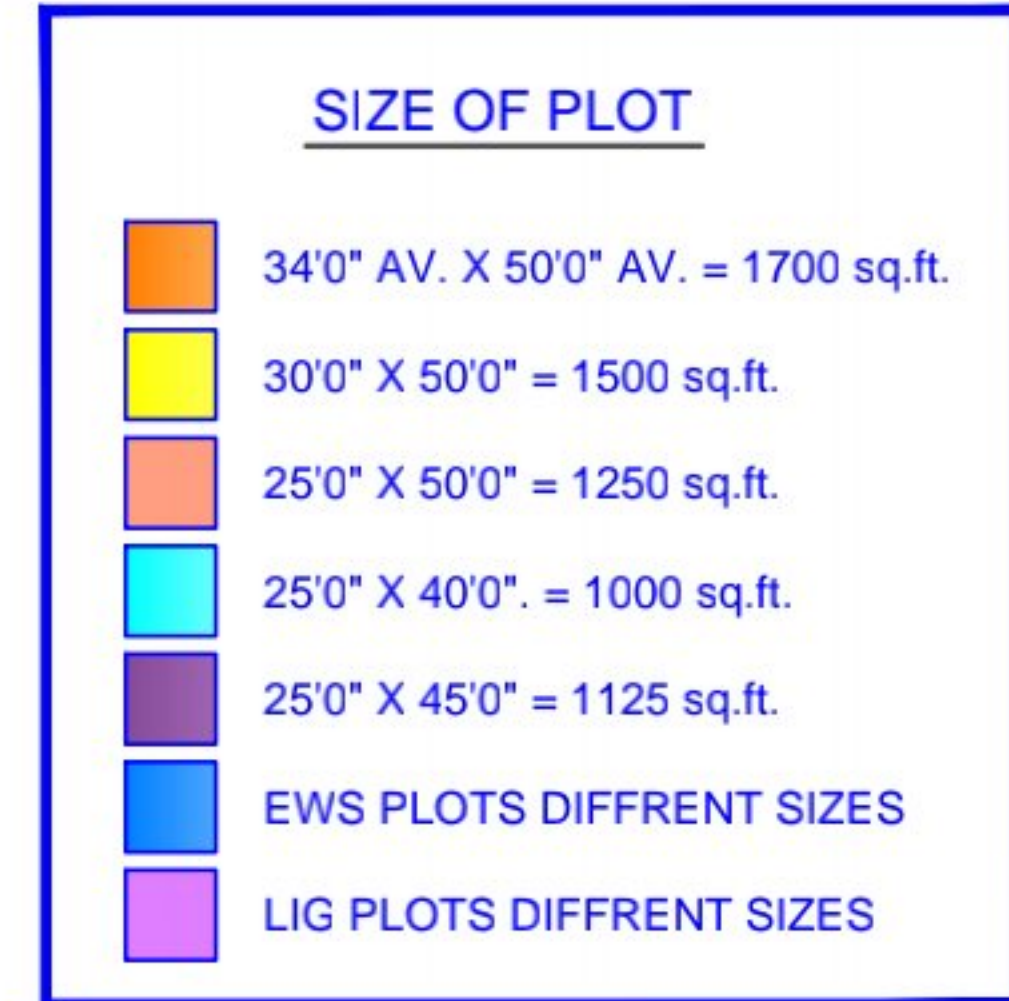 SIZE OF PLOT
34'0" AV. X 50'0" AV. = 1700 sq.ft.
30'0" X 50'0" = 1500 sq.ft.
25'0" X 50'0" = 1250 sq.ft.
25'0" X 40'0". = 1000 sq.ft.
25'0" X 45'0" = 1125 sq.ft.
EWS PLOTS DIFFRENT SIZES
LIG PLOTS DIFFRENT SIZES